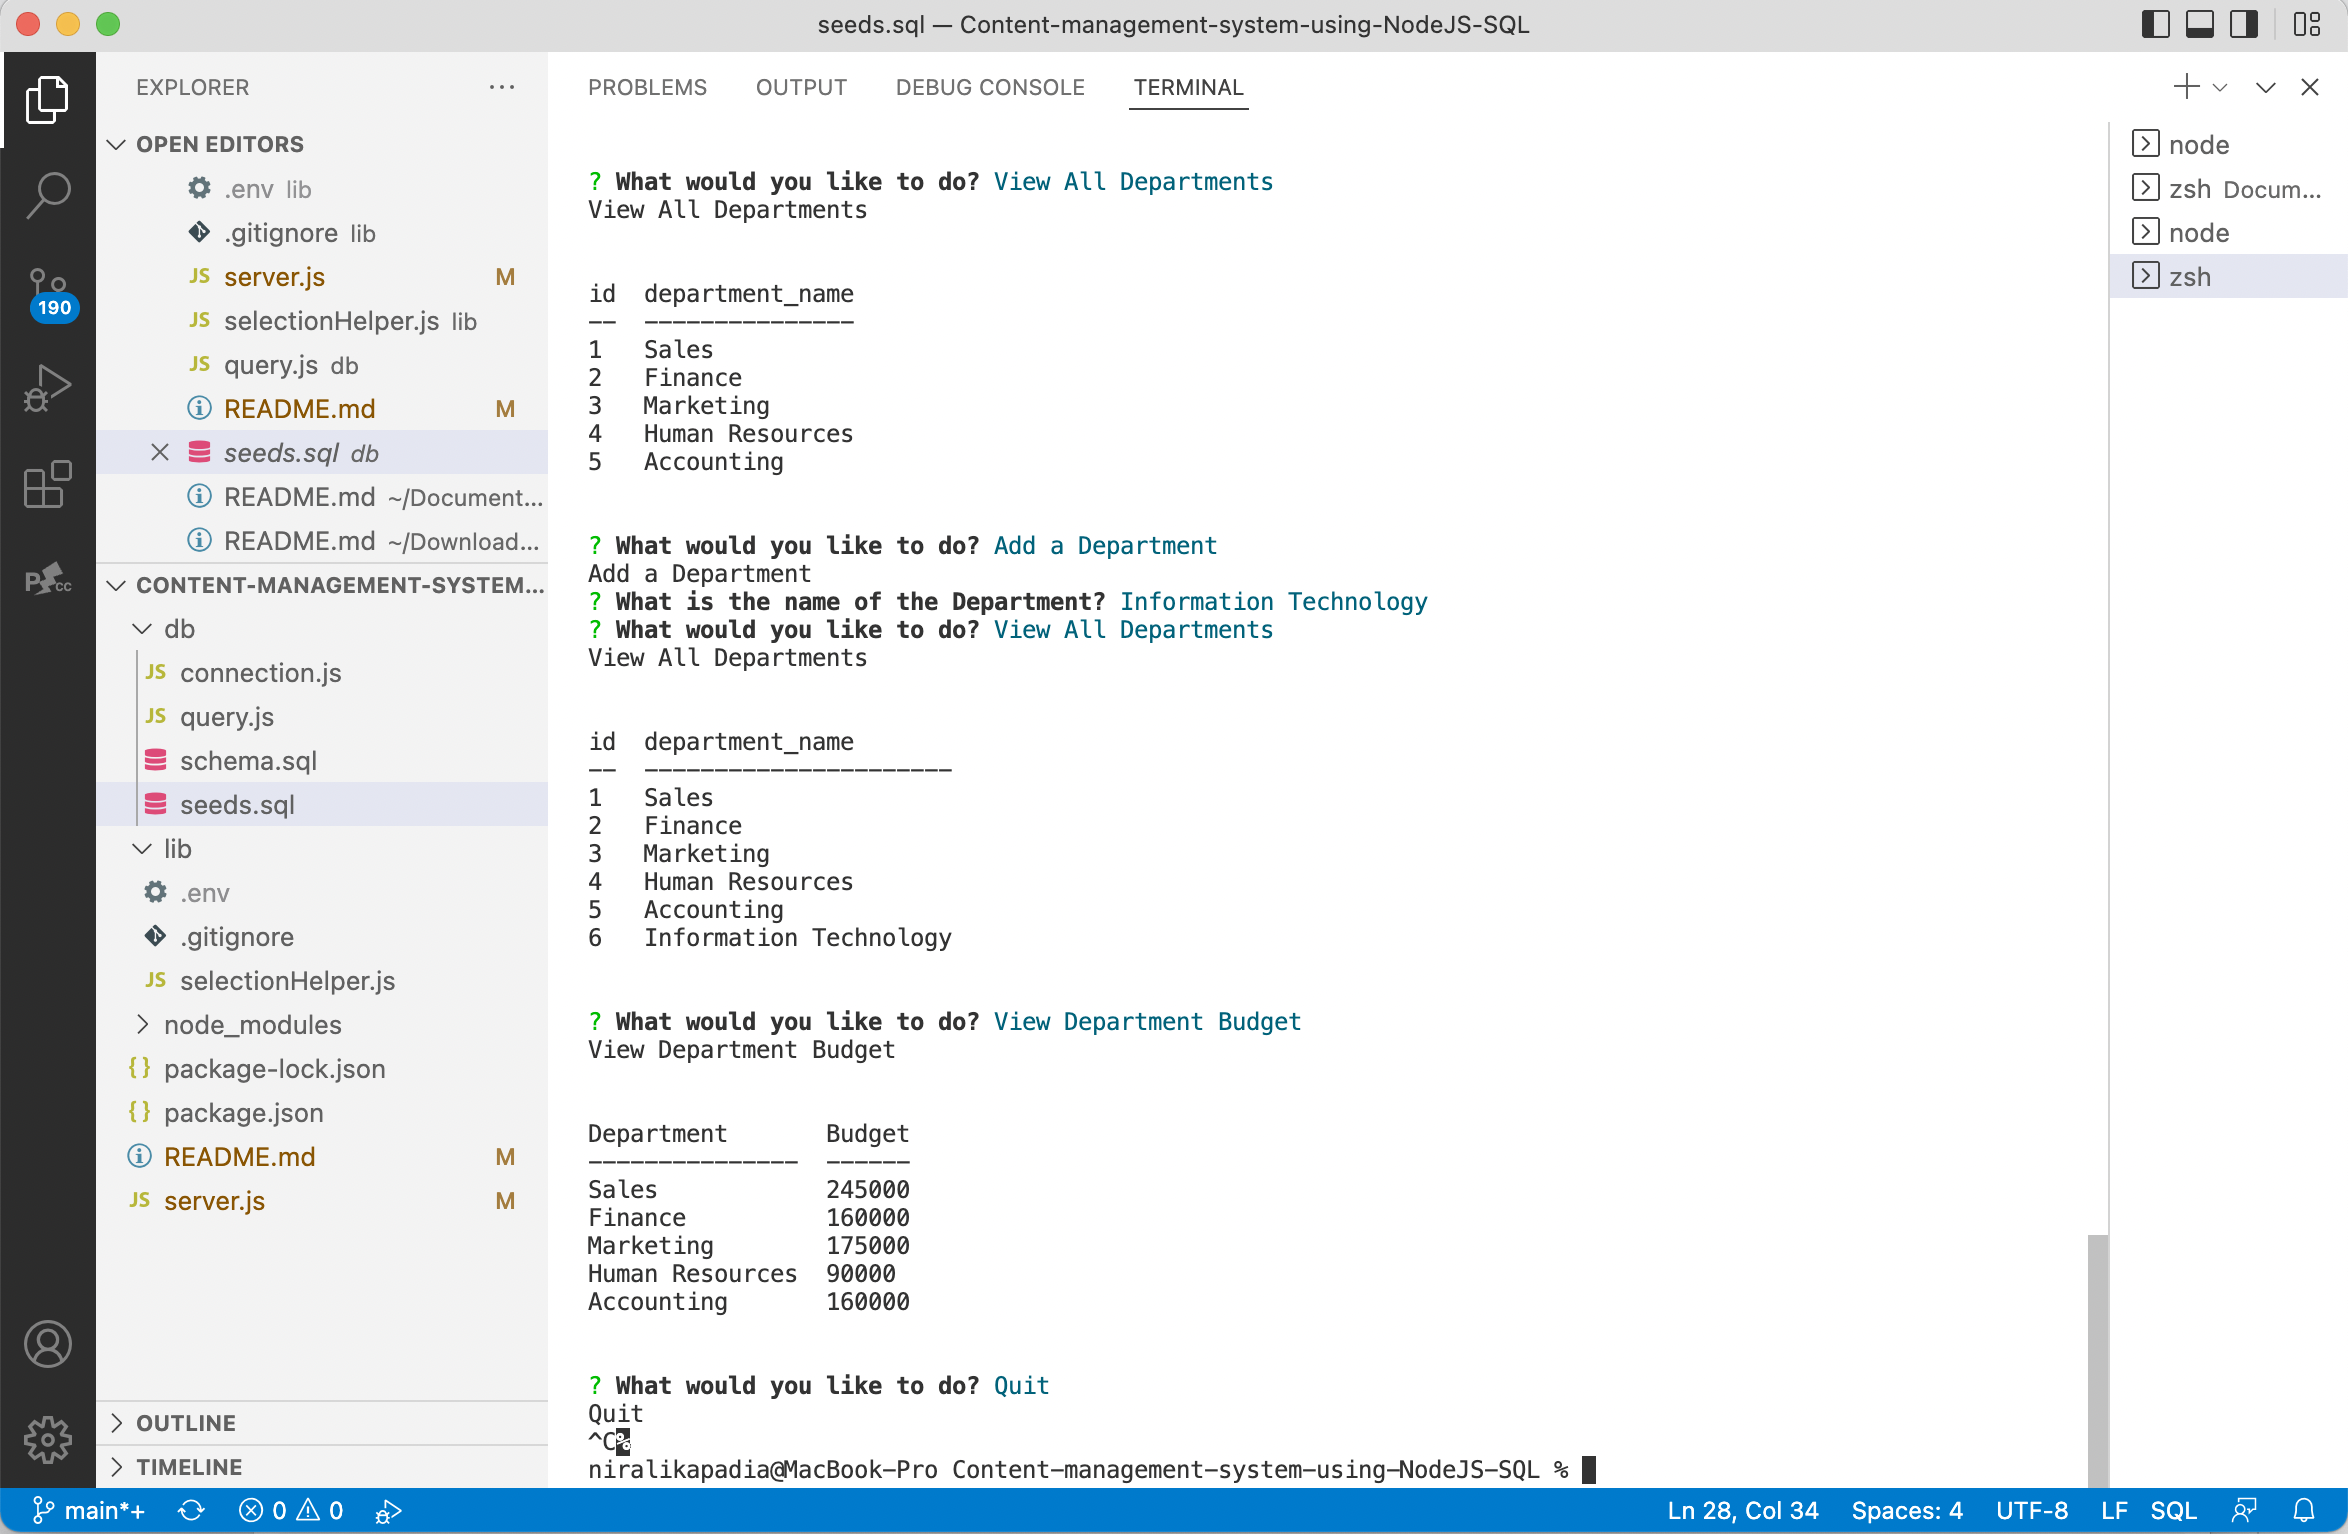 seeds.sql — Content-management-system-using-NodeJS-SQL
EXPLORER
OPEN EDITORS
.env lib
.gitignore lib
JS server.js M
JS selectionHelper.js lib
JS query.js db
README.md M
seeds.sql db
README.md ~/Document...
README.md ~/Download...
CONTENT-MANAGEMENT-SYSTEM...
db
JS connection.js
JS query.js
schema.sql
seeds.sql
lib
.env
.gitignore
JS selectionHelper.js
node_modules
{} package-lock.json
{} package.json
README.md M
JS server.js M
OUTLINE
TIMELINE
190
P cc
PROBLEMS OUTPUT DEBUG CONSOLE TERMINAL
? What would you like to do? View All Departments
View All Departments
id department_name
-- ---------------
1 Sales
2 Finance
3 Marketing
4 Human Resources
5 Accounting
? What would you like to do? Add a Department
Add a Department
? What is the name of the Department? Information Technology
? What would you like to do? View All Departments
View All Departments
id department_name
-- ----------------------
1 Sales
2 Finance
3 Marketing
4 Human Resources
5 Accounting
6 Information Technology
? What would you like to do? View Department Budget
View Department Budget
Department Budget
--------------- ------
Sales 245000
Finance 160000
Marketing 175000
Human Resources 90000
Accounting 160000
? What would you like to do? Quit
Quit
^C%
niralikapadia@MacBook-Pro Content-management-system-using-NodeJS-SQL %
node
zsh Docum...
node
zsh
main*+ 0 0 Ln 28, Col 34 Spaces: 4 UTF-8 LF SQL